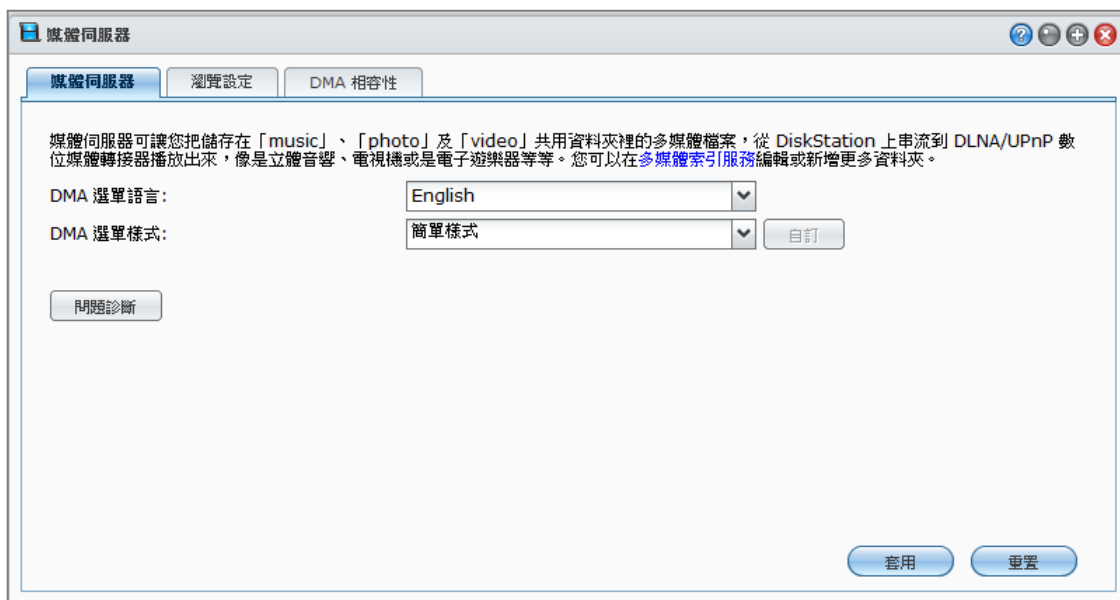 媒體伺服器
媒體伺服器 瀏覽設定 DMA 相容性
媒體伺服器可讓您把儲存在「music」、「photo」及「video」共用資料夾裡的多媒體檔案，從 DiskStation 上串流到 DLNA/UPnP 數
位媒體轉接器播放出來，像是立體音響、電視機或是電子遊樂器等等。您可以在多媒體索引服務編輯或新增更多資料夾。
DMA 選單語言: English
DMA 選單樣式: 簡單樣式 自訂
問題診斷
套用 重置